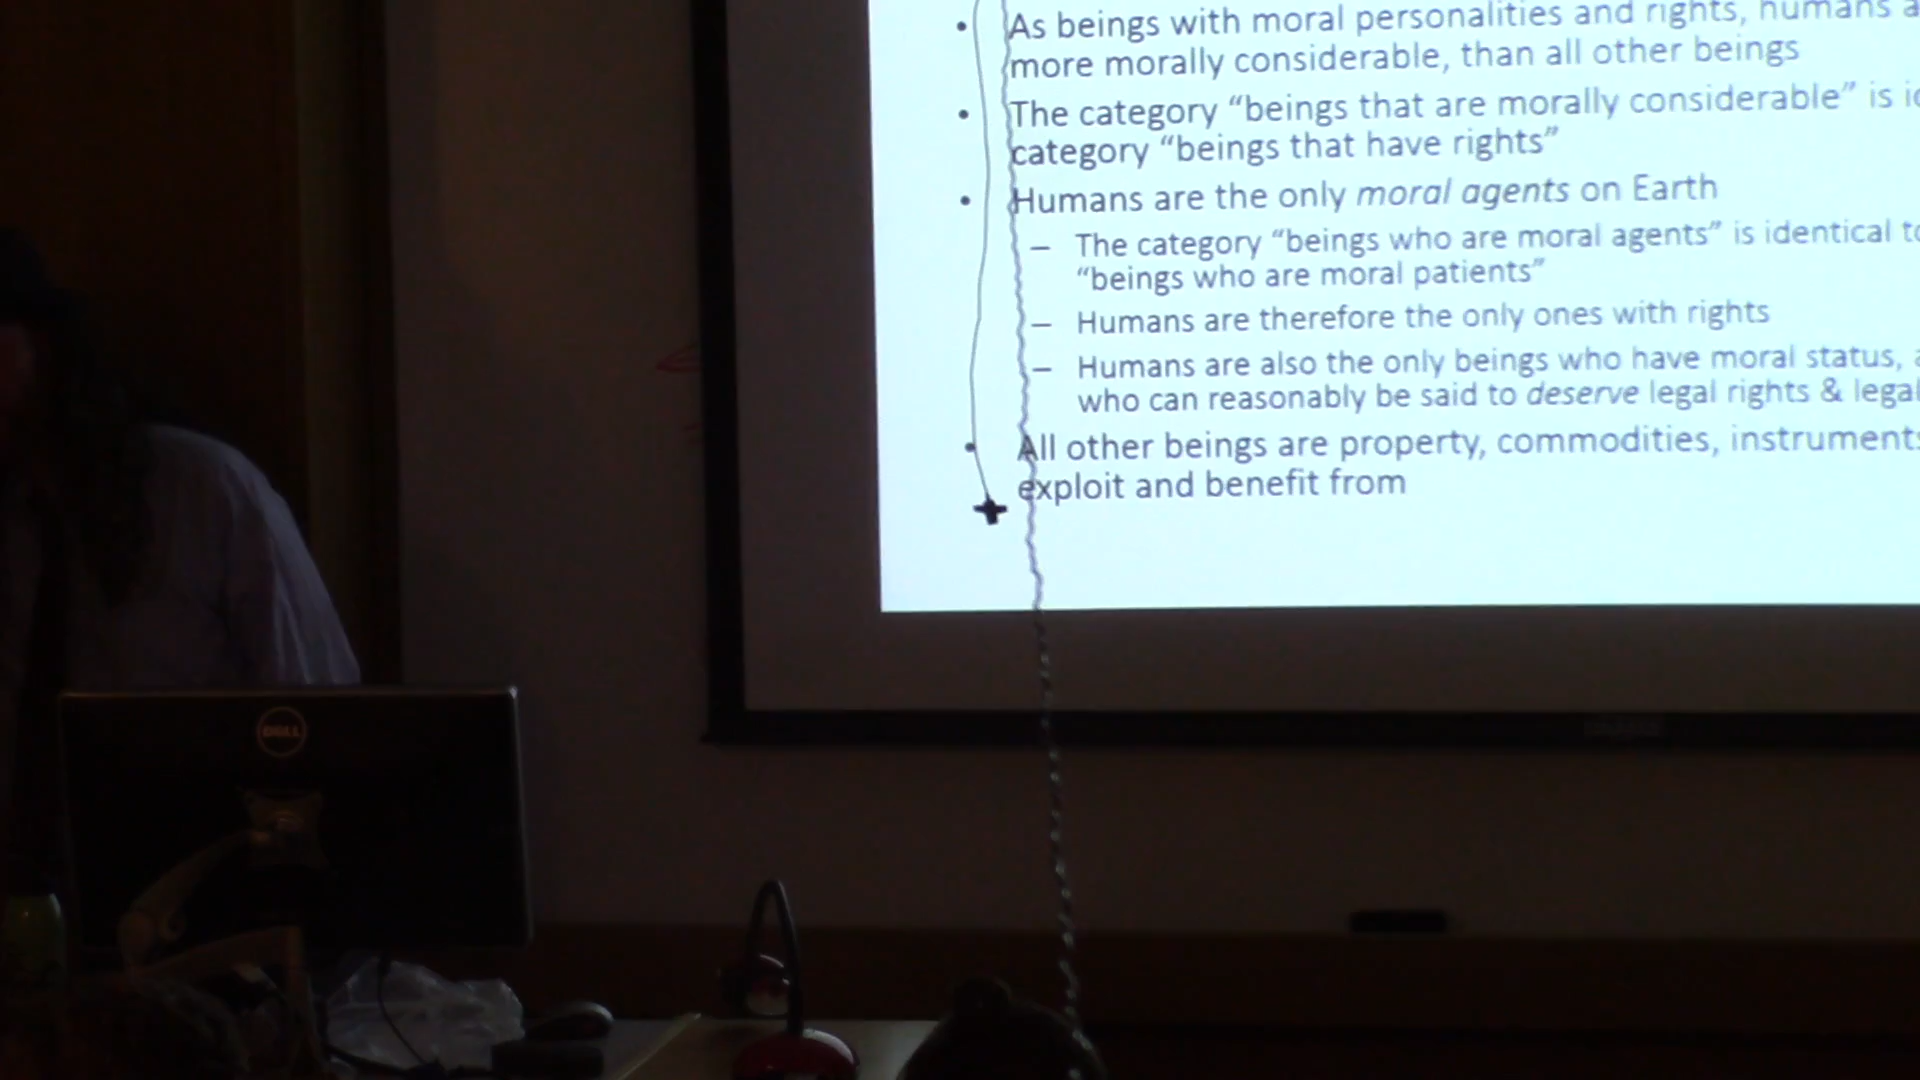 • As beings with moral personalities and rights, humans
more morally considerable, than all other beings
• The category “beings that are morally considerable” is
category “beings that have rights”
• Humans are the only moral agents on Earth
– The category “beings who are moral agents” is identical
“beings who are moral patients”
– Humans are therefore the only ones with rights
– Humans are also the only beings who have moral status,
who can reasonably be said to deserve legal rights & legal
• All other beings are property, commodities, instruments
exploit and benefit from
DELL